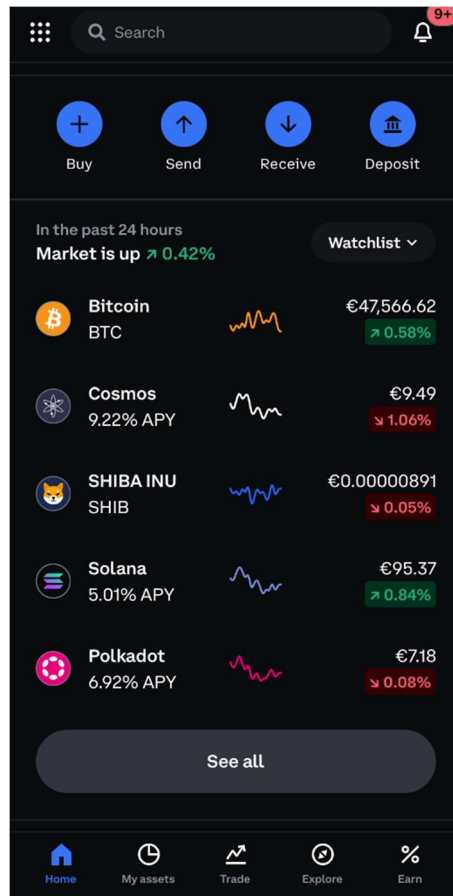 9+
Search
Buy Send Receive Deposit
In the past 24 hours
Market is up ↗ 0.42%
Watchlist
Bitcoin
BTC
€47,566.62
↗ 0.58%
Cosmos
9.22% APY
€9.49
↘ 1.06%
SHIBA INU
SHIB
€0.00000891
↘ 0.05%
Solana
5.01% APY
€95.37
↗ 0.84%
Polkadot
6.92% APY
€7.18
↘ 0.08%
See all
Home My assets Trade Explore Earn